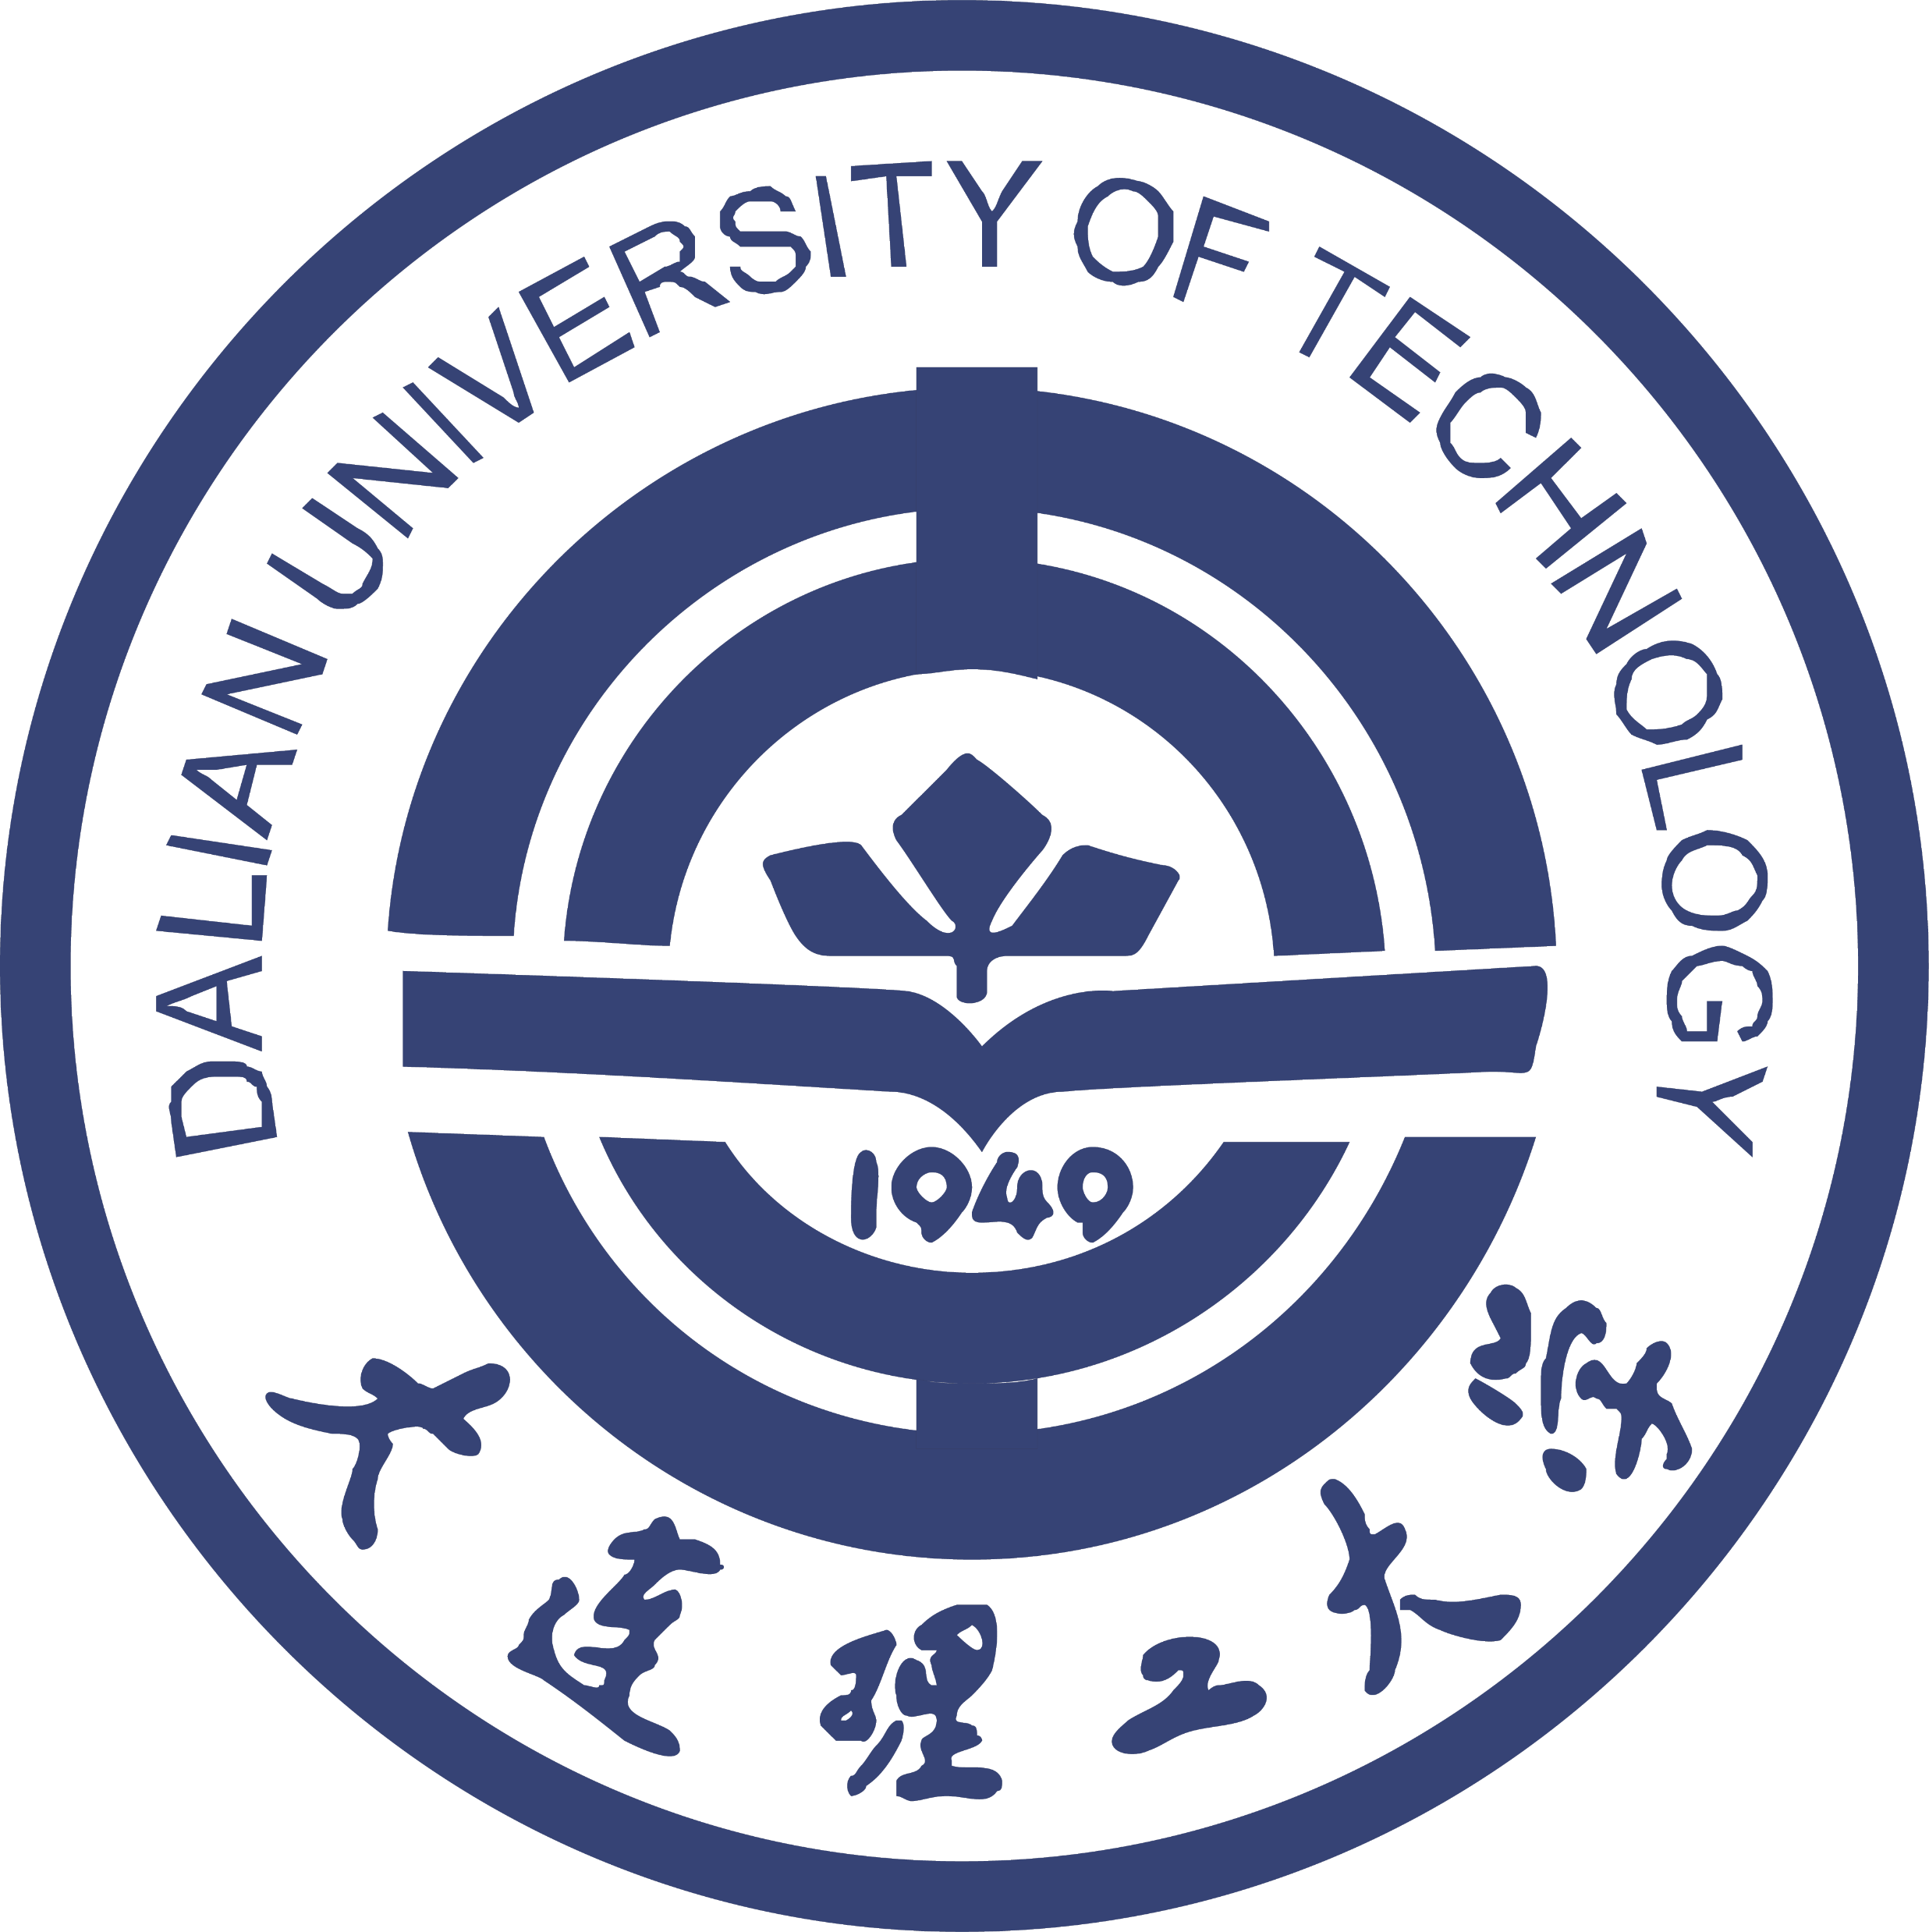 DALIAN UNIVERSITY OF TECHNOLOGY
1949
大连理工大学